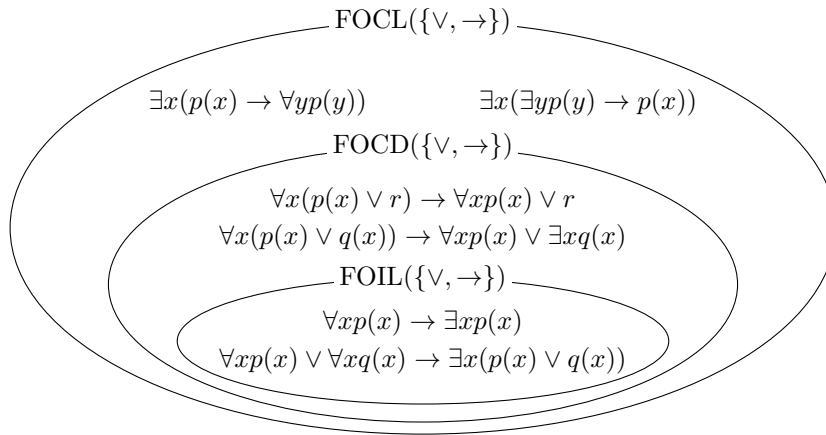 FOCL({∨, →})
∃x(p(x) → ∀yp(y)) ∃x(∃yp(y) → p(x))
FOCD({∨, →})
∀x(p(x) ∨ r) → ∀xp(x) ∨ r
∀x(p(x) ∨ q(x)) → ∀xp(x) ∨ ∃xq(x)
FOIL({∨, →})
∀xp(x) → ∃xp(x)
∀xp(x) ∨ ∀xq(x) → ∃x(p(x) ∨ q(x))